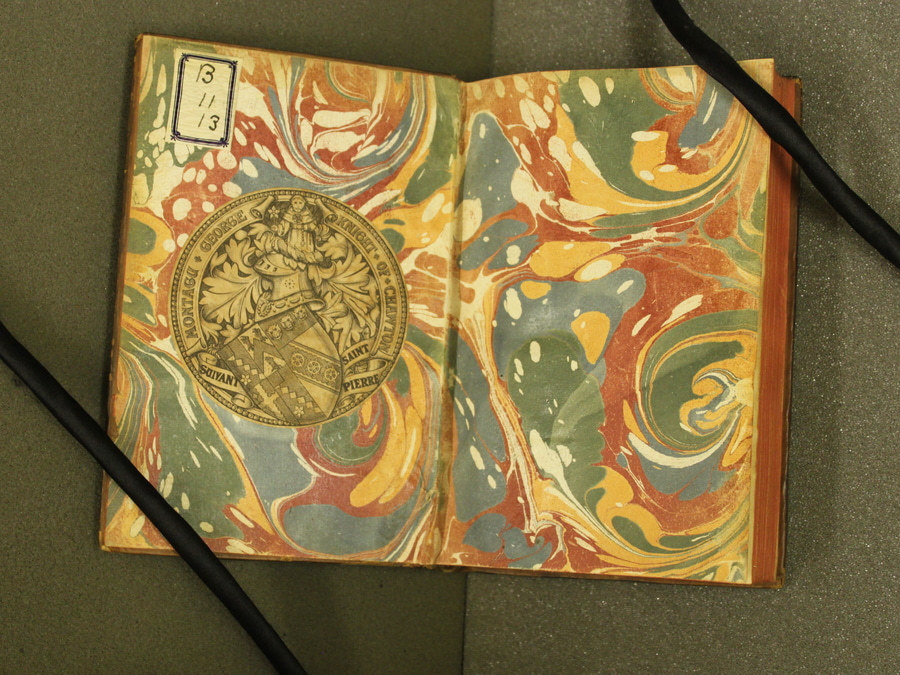 B
11
13
MONTAGU ✦ GEORGE ✦ KNIGHT ✦ OF ✦ CHAWTON
SUIVANT
SAINT
PIERRE